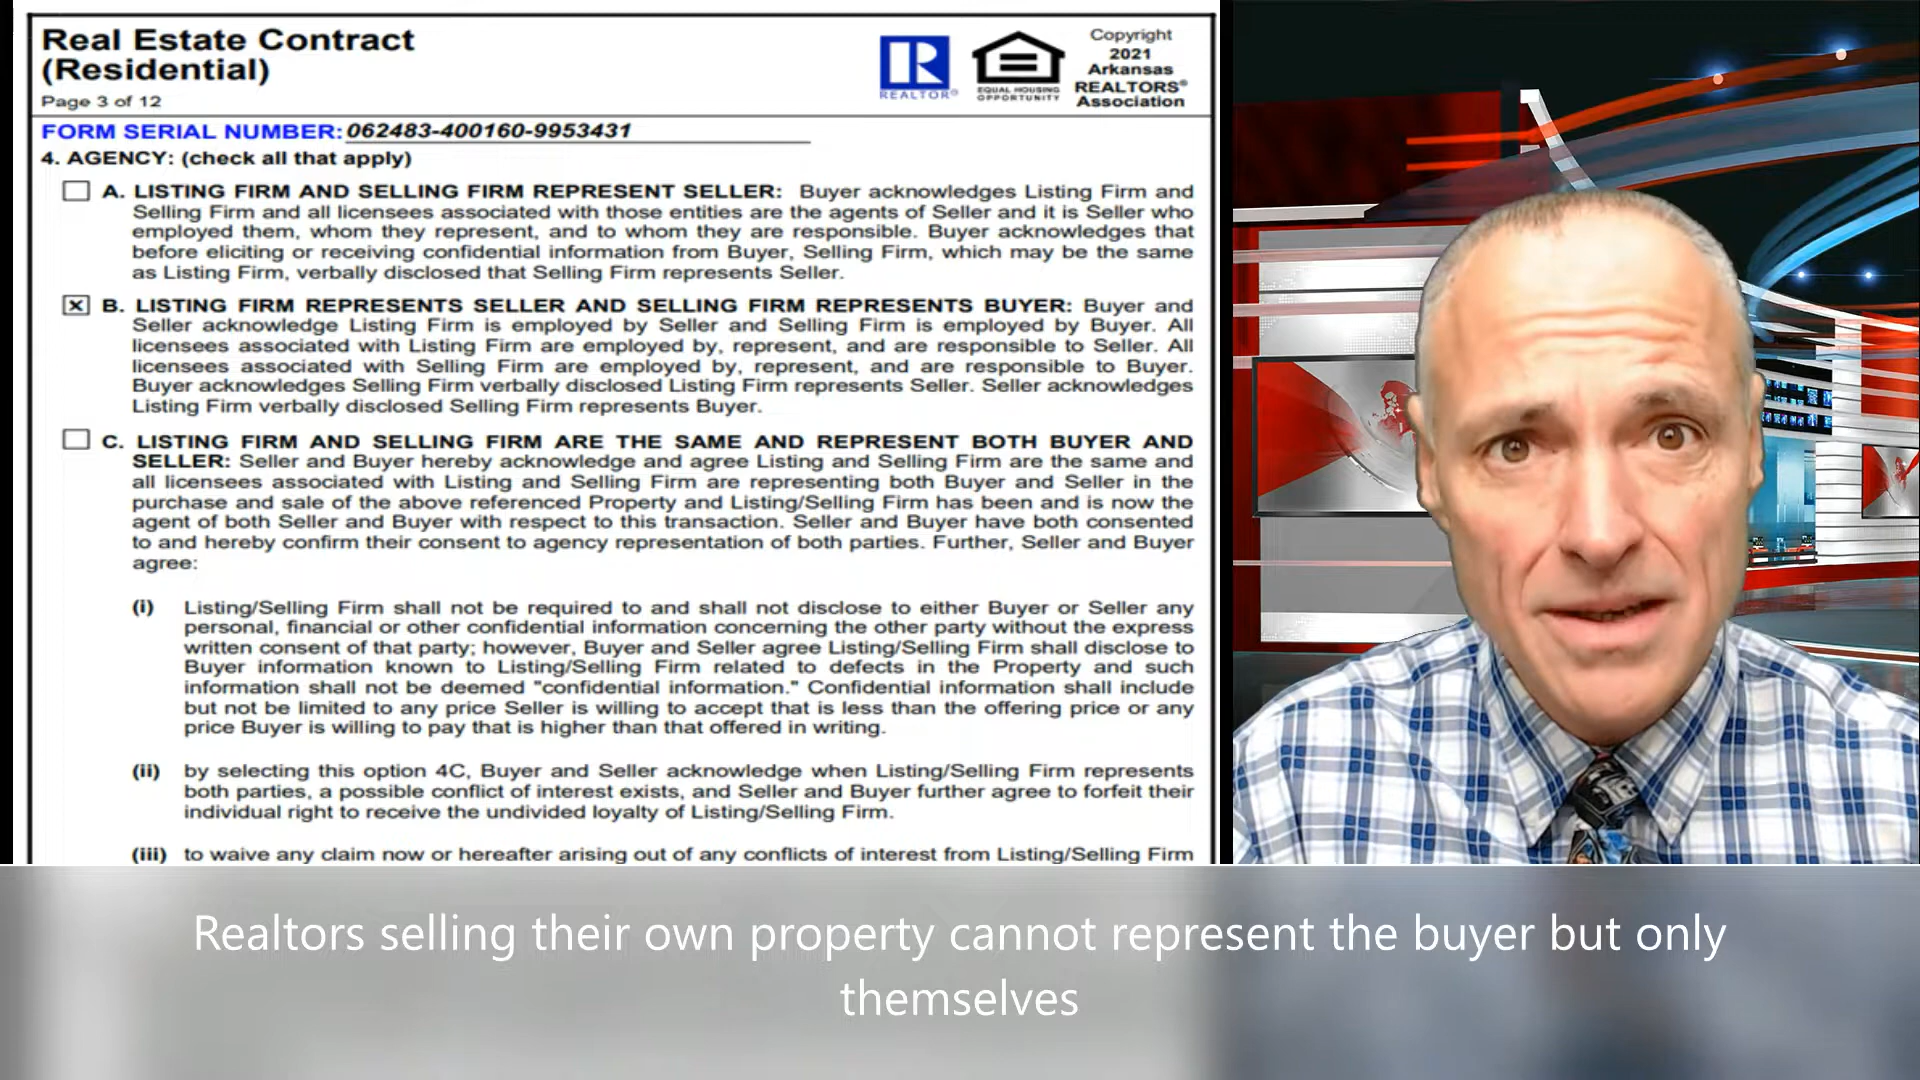 Real Estate Contract
(Residential)
Page 3 of 12
REALTOR®
EQUAL HOUSING
OPPORTUNITY
Copyright
2021
Arkansas
REALTORS®
Association
FORM SERIAL NUMBER: 062483-400160-9953431
4. AGENCY: (check all that apply)
A. LISTING FIRM AND SELLING FIRM REPRESENT SELLER: Buyer acknowledges Listing Firm and
Selling Firm and all licensees associated with those entities are the agents of Seller and it is Seller who
employed them, whom they represent, and to whom they are responsible. Buyer acknowledges that
before eliciting or receiving confidential information from Buyer, Selling Firm, which may be the same
as Listing Firm, verbally disclosed that Selling Firm represents Seller.
X B. LISTING FIRM REPRESENTS SELLER AND SELLING FIRM REPRESENTS BUYER: Buyer and
Seller acknowledge Listing Firm is employed by Seller and Selling Firm is employed by Buyer. All
licensees associated with Listing Firm are employed by, represent, and are responsible to Seller. All
licensees associated with Selling Firm are employed by, represent, and are responsible to Buyer.
Buyer acknowledges Selling Firm verbally disclosed Listing Firm represents Seller. Seller acknowledges
Listing Firm verbally disclosed Selling Firm represents Buyer.
C. LISTING FIRM AND SELLING FIRM ARE THE SAME AND REPRESENT BOTH BUYER AND
SELLER: Seller and Buyer hereby acknowledge and agree Listing and Selling Firm are the same and
all licensees associated with Listing and Selling Firm are representing both Buyer and Seller in the
purchase and sale of the above referenced Property and Listing/Selling Firm has been and is now the
agent of both Seller and Buyer with respect to this transaction. Seller and Buyer have both consented
to and hereby confirm their consent to agency representation of both parties. Further, Seller and Buyer
agree:
(i) Listing/Selling Firm shall not be required to and shall not disclose to either Buyer or Seller any
personal, financial or other confidential information concerning the other party without the express
written consent of that party; however, Buyer and Seller agree Listing/Selling Firm shall disclose to
Buyer information known to Listing/Selling Firm related to defects in the Property and such
information shall not be deemed "confidential information." Confidential information shall include
but not be limited to any price Seller is willing to accept that is less than the offering price or any
price Buyer is willing to pay that is higher than that offered in writing.
(ii) by selecting this option 4C, Buyer and Seller acknowledge when Listing/Selling Firm represents
both parties, a possible conflict of interest exists, and Seller and Buyer further agree to forfeit their
individual right to receive the undivided loyalty of Listing/Selling Firm.
(iii) to waive any claim now or hereafter arising out of any conflicts of interest from Listing/Selling Firm
Realtors selling their own property cannot represent the buyer but only
themselves